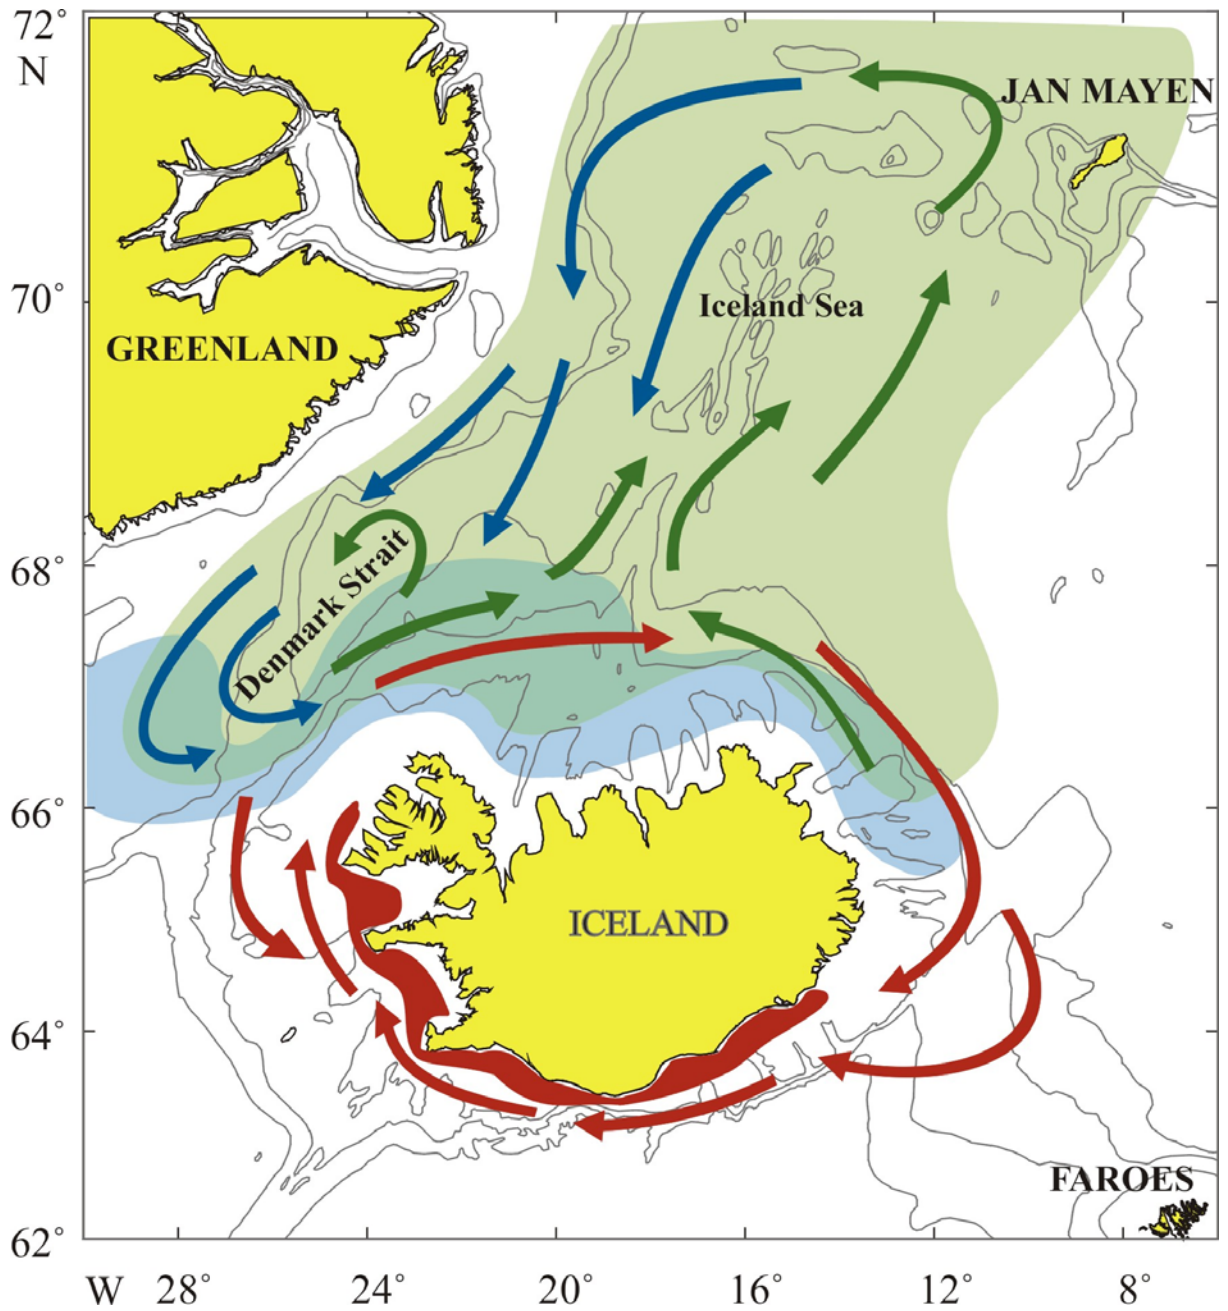 72°
N
JAN MAYEN
70°
Iceland Sea
GREENLAND
68°
Denmark Strait
66°
ICELAND
64°
FAROES
62°
W 28° 24° 20° 16° 12° 8°